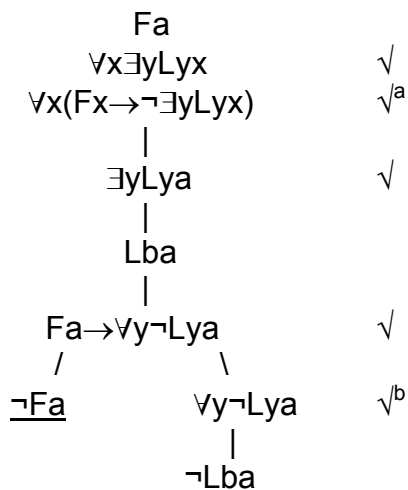 Fa
∀x∃yLyx √
∀x(Fx→¬∃yLyx) √a
|
∃yLya √
|
Lba
|
Fa→∀y¬Lya √
/ \
¬Fa ∀y¬Lya √b
|
¬Lba